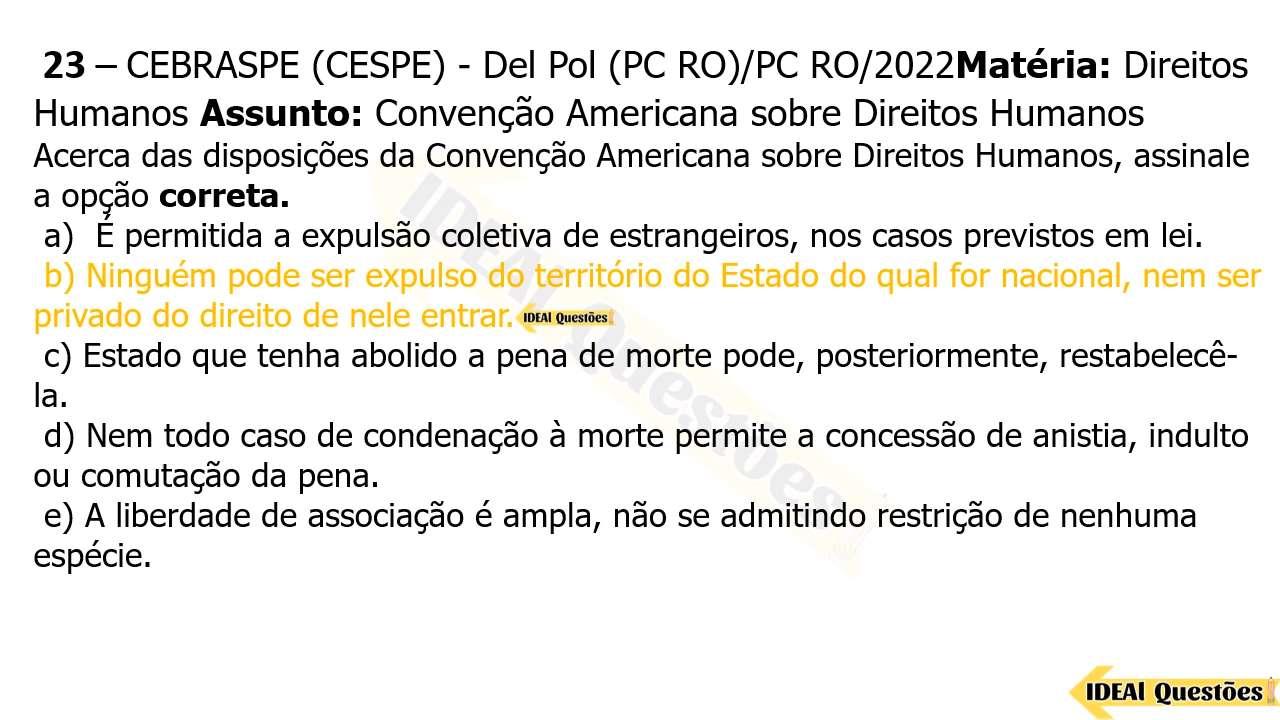 23 – CEBRASPE (CESPE) - Del Pol (PC RO)/PC RO/2022Matéria: Direitos
Humanos Assunto: Convenção Americana sobre Direitos Humanos
Acerca das disposições da Convenção Americana sobre Direitos Humanos, assinale
a opção correta.
a) É permitida a expulsão coletiva de estrangeiros, nos casos previstos em lei.
b) Ninguém pode ser expulso do território do Estado do qual for nacional, nem ser
privado do direito de nele entrar. IDEAl Questões
c) Estado que tenha abolido a pena de morte pode, posteriormente, restabelecê-
la.
d) Nem todo caso de condenação à morte permite a concessão de anistia, indulto
ou comutação da pena.
e) A liberdade de associação é ampla, não se admitindo restrição de nenhuma
espécie.
IDEAl Questões
IDEAl Questões